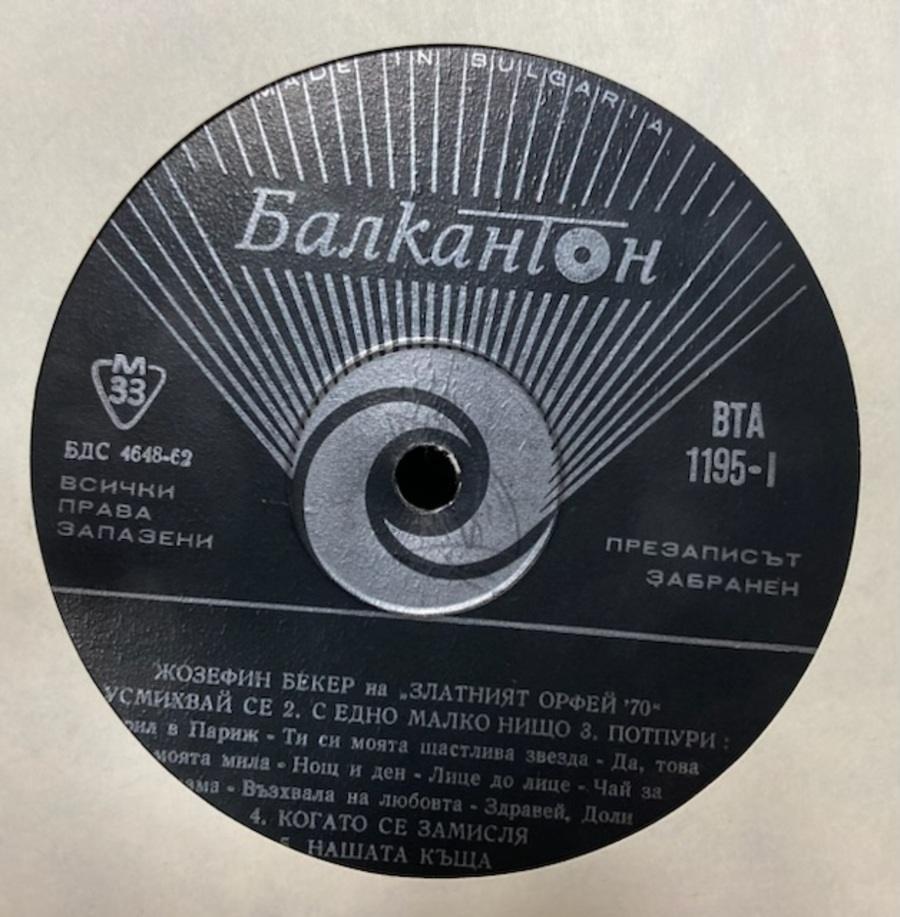 MADE IN BULGARIA
Балкантон
М
33
БДС 4648-62
ВСИЧКИ
ПРАВА
ЗАПАЗЕНИ
ВТА
1195-I
ПРЕЗАПИСЪТ
ЗАБРАНЕН
ЖОЗЕФИН БЕКЕР на „ЗЛАТНИЯТ ОРФЕЙ '70“
УСМИХВАЙ СЕ 2. С ЕДНО МАЛКО НИЩО 3. ПОТПУРИ :
в Париж - Ти си моята щастлива звезда - Да, това
моята мила - Нощ и ден - Лице до лице - Чай за
- Възхвала на любовта - Здравей, Доли
4. КОГАТО СЕ ЗАМИСЛЯ
5. НАШАТА КЪЩА